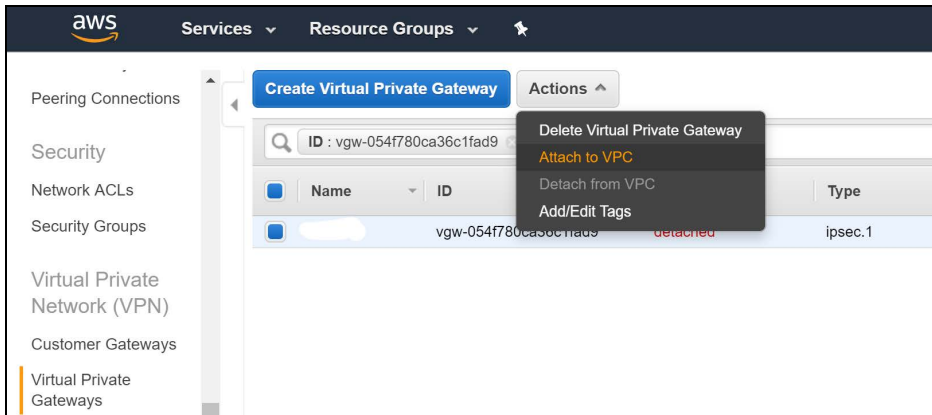 aws
Services
Resource Groups
Peering Connections
Security
Network ACLs
Security Groups
Virtual Private
Network (VPN)
Customer Gateways
Virtual Private
Gateways
Create Virtual Private Gateway
Actions
ID : vgw-054f780ca36c1fad9
Delete Virtual Private Gateway
Attach to VPC
Detach from VPC
Add/Edit Tags
Name
ID
Type
vgw-054f780ca36c1fad9
detached
ipsec.1